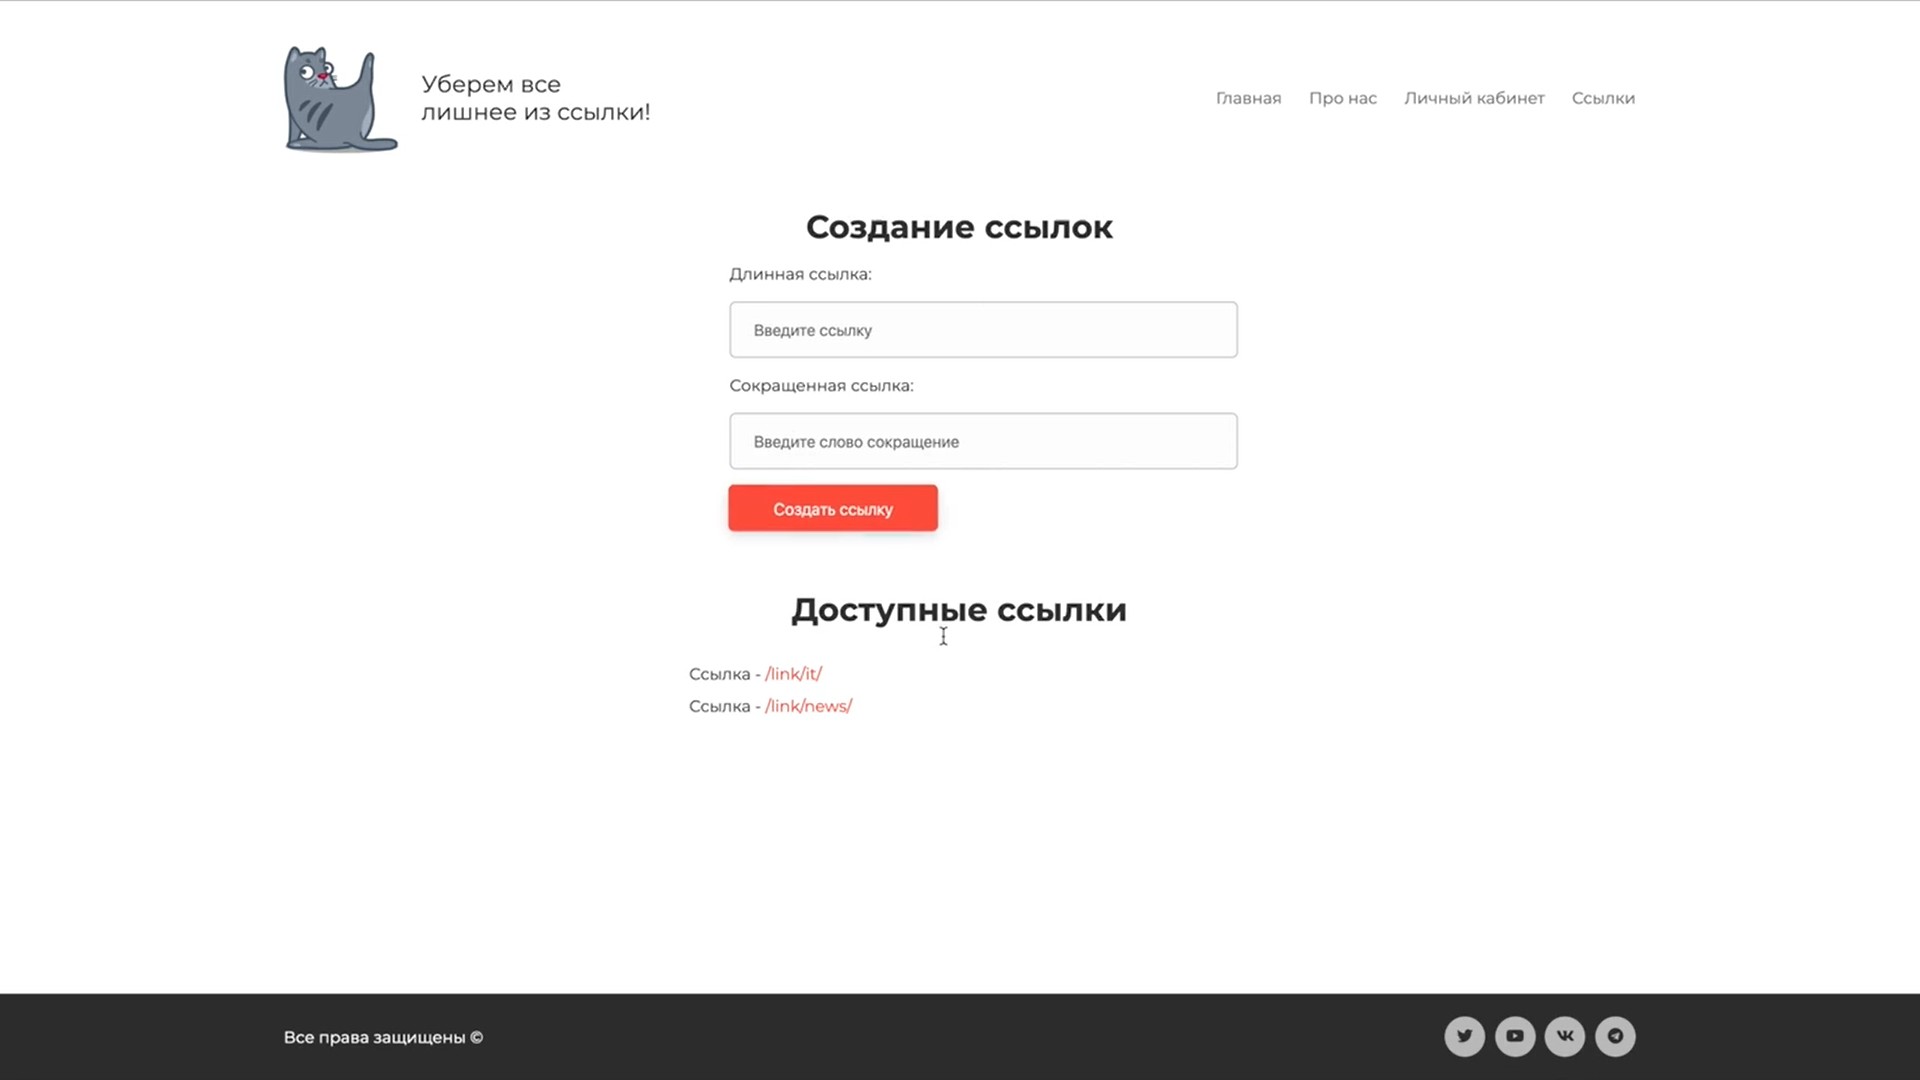 Уберем все
лишнее из ссылки!
Главная Про нас Личный кабинет Ссылки
Создание ссылок
Длинная ссылка:
Введите ссылку
Сокращенная ссылка:
Введите слово сокращение
Создать ссылку
Доступные ссылки
Ссылка - /link/it/
Ссылка - /link/news/
Все права защищены ©